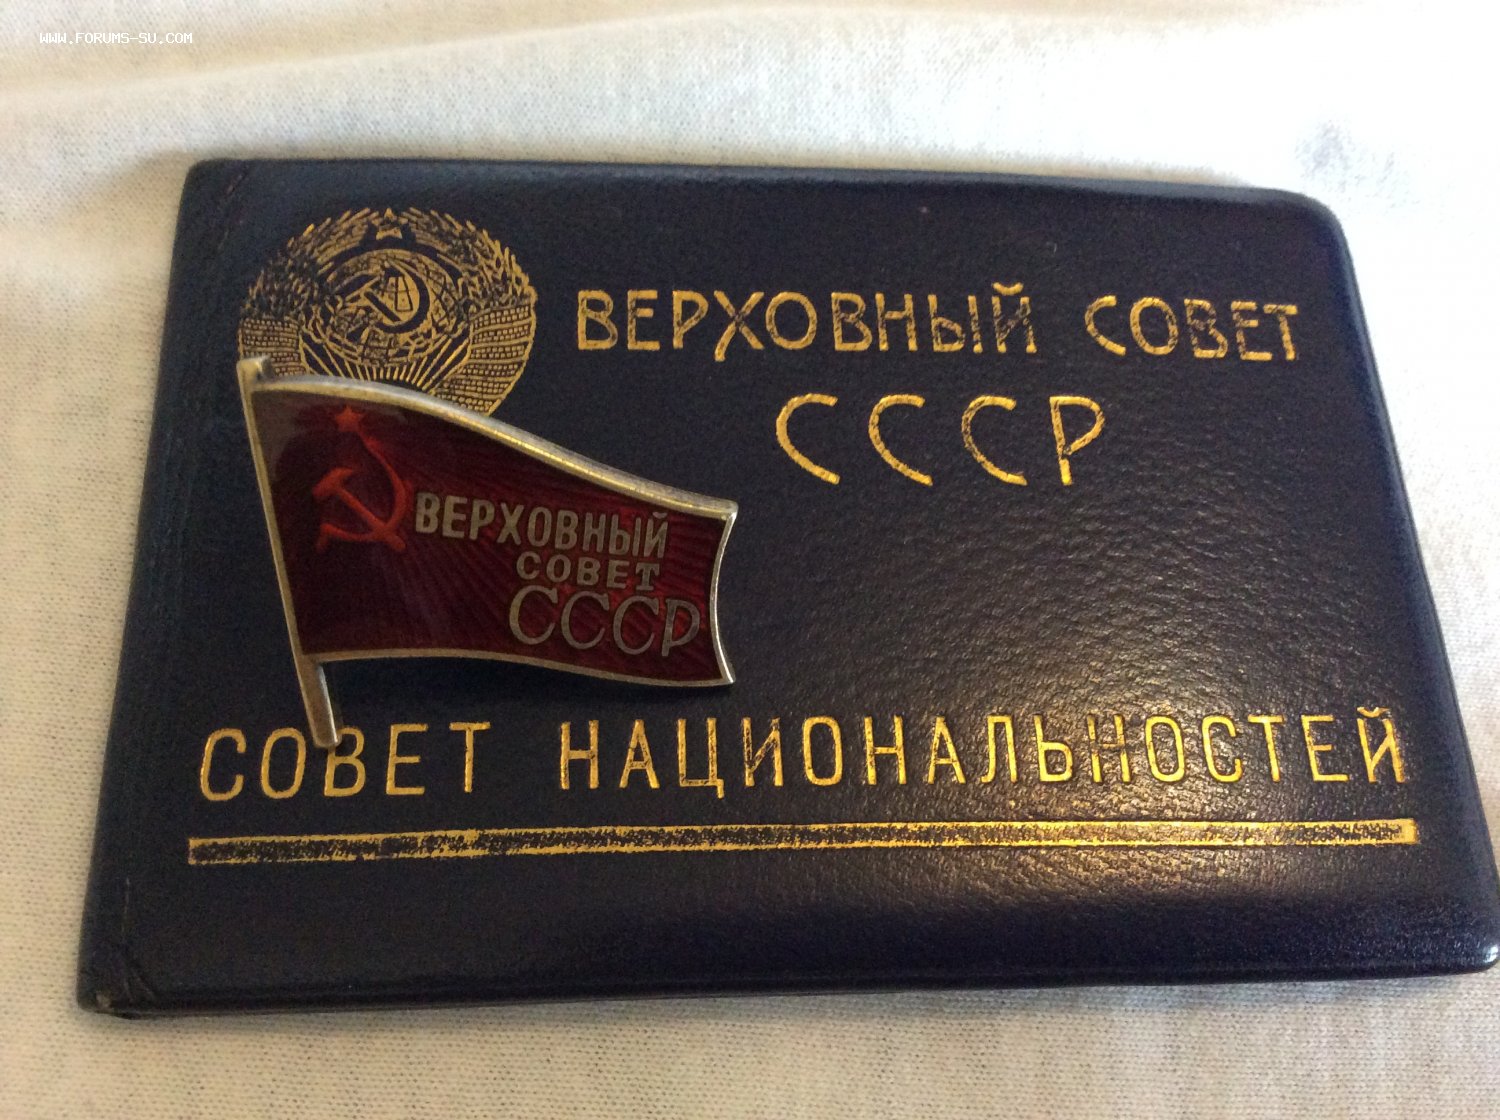 WWW.FORUMS-SU.COM
ВЕРХОВНЫЙ СОВЕТ
СССР
ВЕРХОВНЫЙ
СОВЕТ
СССР
СОВЕТ НАЦИОНАЛЬНОСТЕЙ